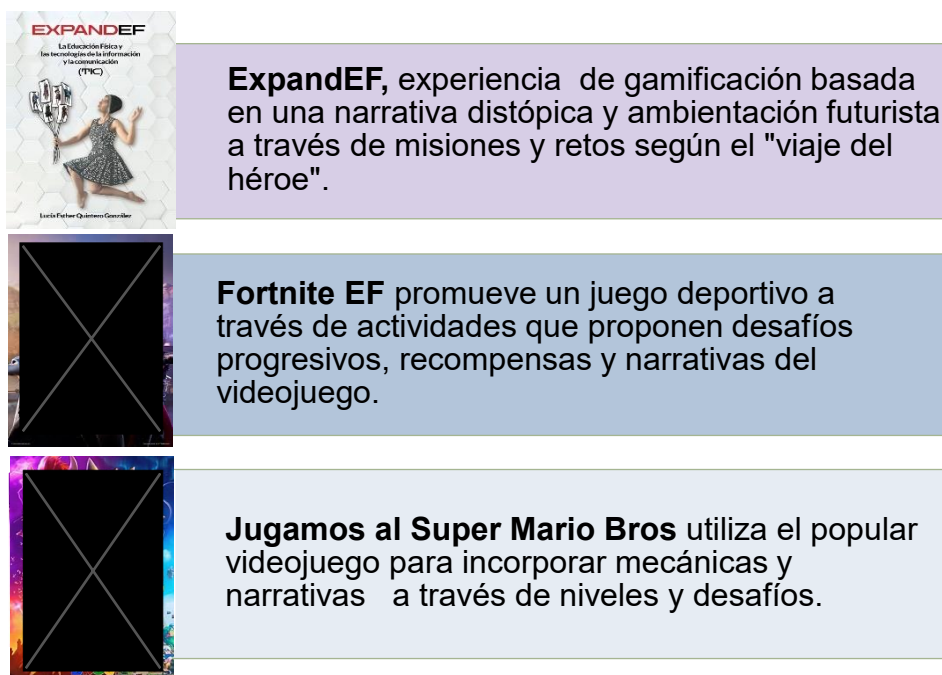 EXPANDEF
La Educación Física y
las tecnologías de la información
y la comunicación
(TIC)
Lucía Esther Quintero González
ExpandEF, experiencia  de gamificación basada
en una narrativa distópica y ambientación futurista
a través de misiones y retos según el "viaje del
héroe".
Fortnite EF promueve un juego deportivo a
través de actividades que proponen desafíos
progresivos, recompensas y narrativas del
videojuego.
Jugamos al Super Mario Bros utiliza el popular
videojuego para incorporar mecánicas y
narrativas   a través de niveles y desafíos.